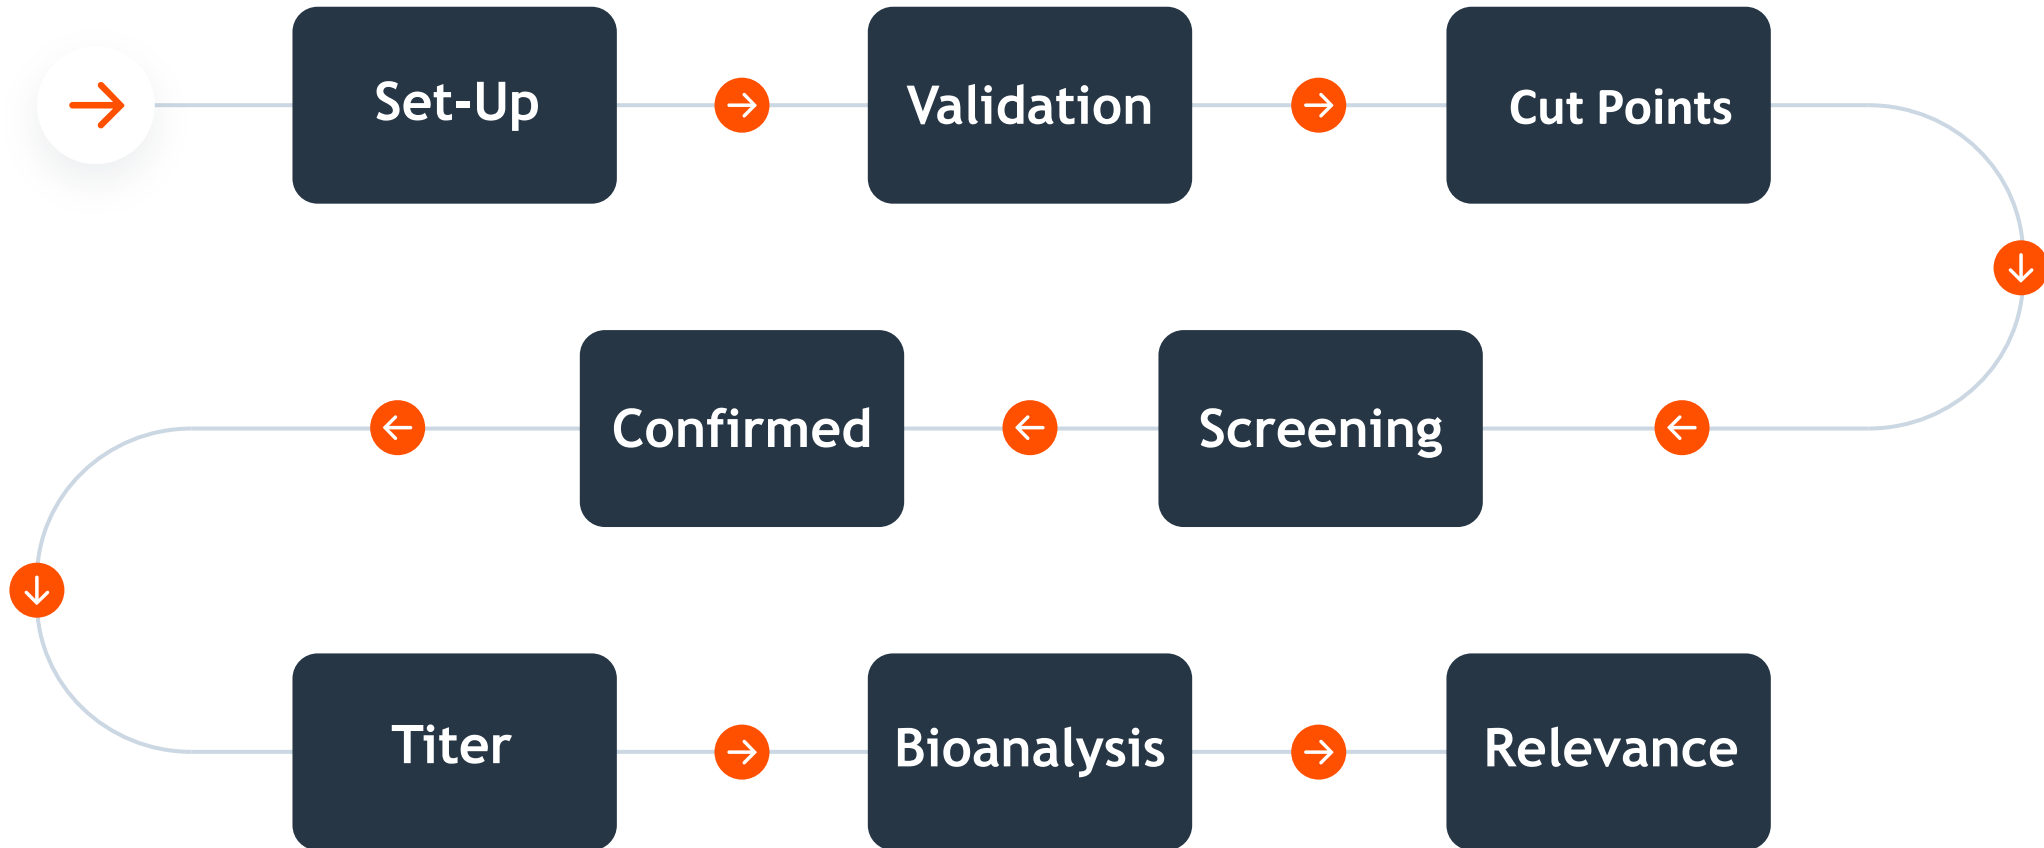 Set-Up
Validation
Cut Points
Screening
Confirmed
Titer
Bioanalysis
Relevance